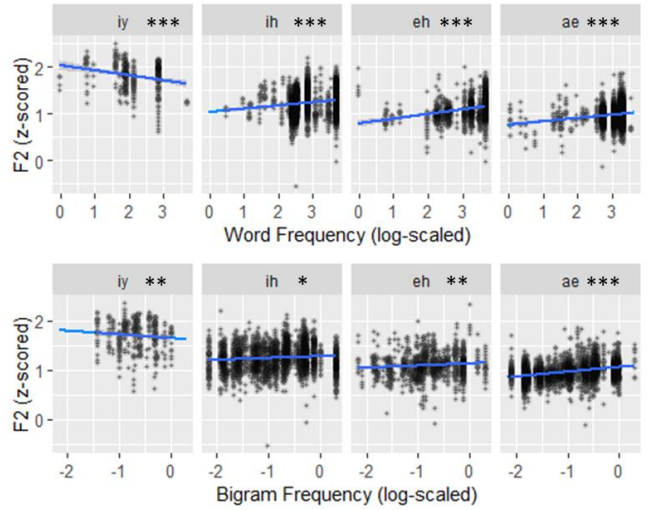 iy *** ih *** eh *** ae ***
F2 (z-scored)
2
1
0
0 1 2 3 0 1 2 3 0 1 2 3 0 1 2 3
Word Frequency (log-scaled)
iy ** ih * eh ** ae ***
F2 (z-scored)
2
1
0
-2 -1 0 -2 -1 0 -2 -1 0 -2 -1 0
Bigram Frequency (log-scaled)